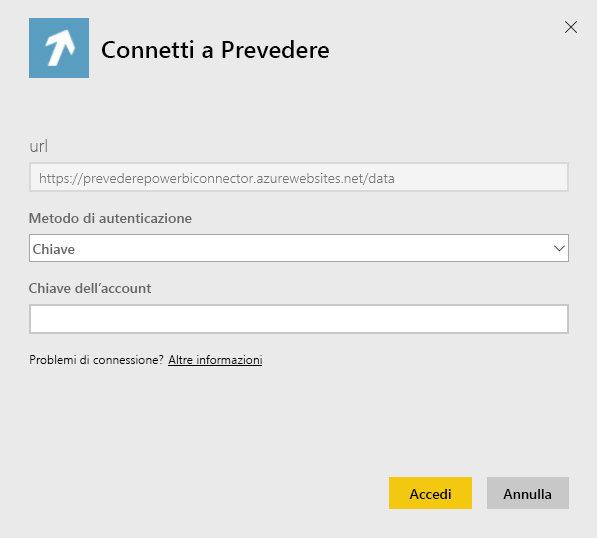 Connetti a Prevedere
url
https://prevederepowerbiconnector.azurewebsites.net/data
Metodo di autenticazione
Chiave
Chiave dell'account
Problemi di connessione? Altre informazioni
Accedi Annulla